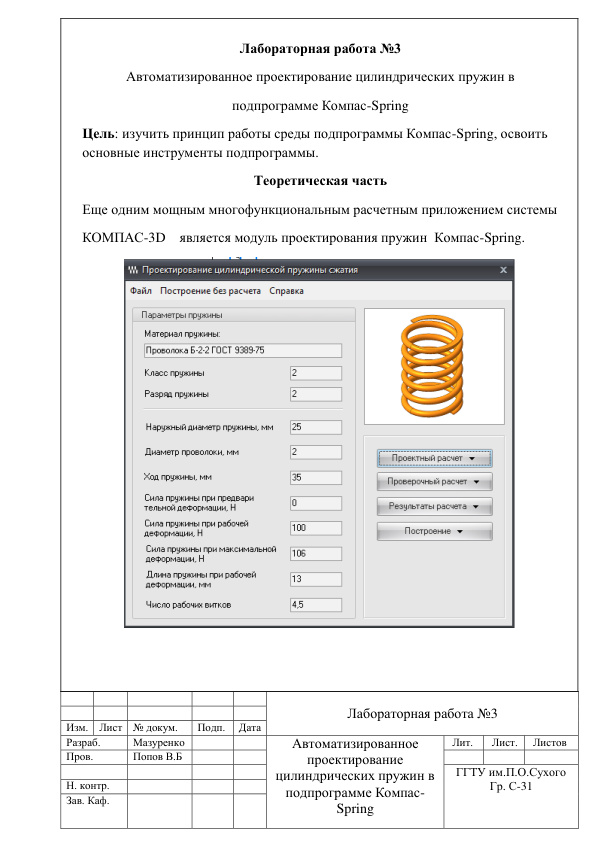 Лабораторная работа №3
Автоматизированное проектирование цилиндрических пружин в
подпрограмме Компас-Spring
Цель: изучить принцип работы среды подпрограммы Компас-Spring, освоить
основные инструменты подпрограммы.
Теоретическая часть
Еще одним мощным многофункциональным расчетным приложением системы
КОМПАС-3D является модуль проектирования пружин Компас-Spring.
Проектирование цилиндрической пружины сжатия
Файл Построение без расчета Справка
Параметры пружины
Материал пружины:
Проволока Б-2-2 ГОСТ 9389-75
Класс пружины 2
Разряд пружины 2
Наружный диаметр пружины, мм 25
Диаметр проволоки, мм 2
Ход пружины, мм 35
Сила пружины при предвари
тельной деформации, Н 0
Сила пружины при рабочей
деформации, Н 100
Сила пружины при максимальной
деформации, Н 106
Длина пружины при рабочей
деформации, мм 13
Число рабочих витков 4,5
Проектный расчет
Проверочный расчет
Результаты расчета
Построение
Лабораторная работа №3
Изм. Лист № докум. Подп. Дата
Разраб. Мазуренко
Пров. Попов В.Б
Н. контр.
Зав. Каф.
Автоматизированное
проектирование
цилиндрических пружин в
подпрограмме Компас-
Spring
Лит. Лист. Листов
ГГТУ им.П.О.Сухого
Гр. С-31